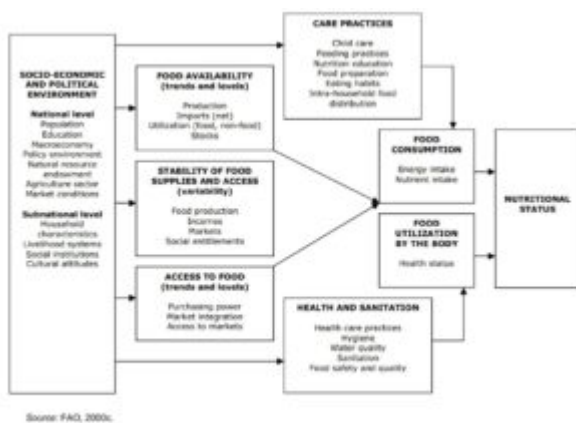 SOCIO-ECONOMIC
AND POLITICAL
ENVIRONMENT
National level
Population
Education
Macroeconomy
Policy environment
Natural resource
endowment
Agriculture sector
Market conditions
Subnational level
Household
characteristics
Livelihood systems
Social institutions
Cultural attitudes
FOOD AVAILABILITY
(trends and levels)
Production
Imports (net)
Utilization (food, non-food)
Stocks
STABILITY OF FOOD
SUPPLIES AND ACCESS
(variability)
Food production
Incomes
Markets
Social entitlements
ACCESS TO FOOD
(trends and levels)
Purchasing power
Market integration
Access to markets
CARE PRACTICES
Child care
Feeding practices
Nutrition education
Food preparation
Eating habits
Intra-household food
distribution
HEALTH AND SANITATION
Health care practices
Hygiene
Water quality
Sanitation
Food safety and quality
FOOD
CONSUMPTION
Energy intake
Nutrient intake
FOOD
UTILIZATION
BY THE BODY
Health status
NUTRITIONAL
STATUS
Source: FAO, 2000c.